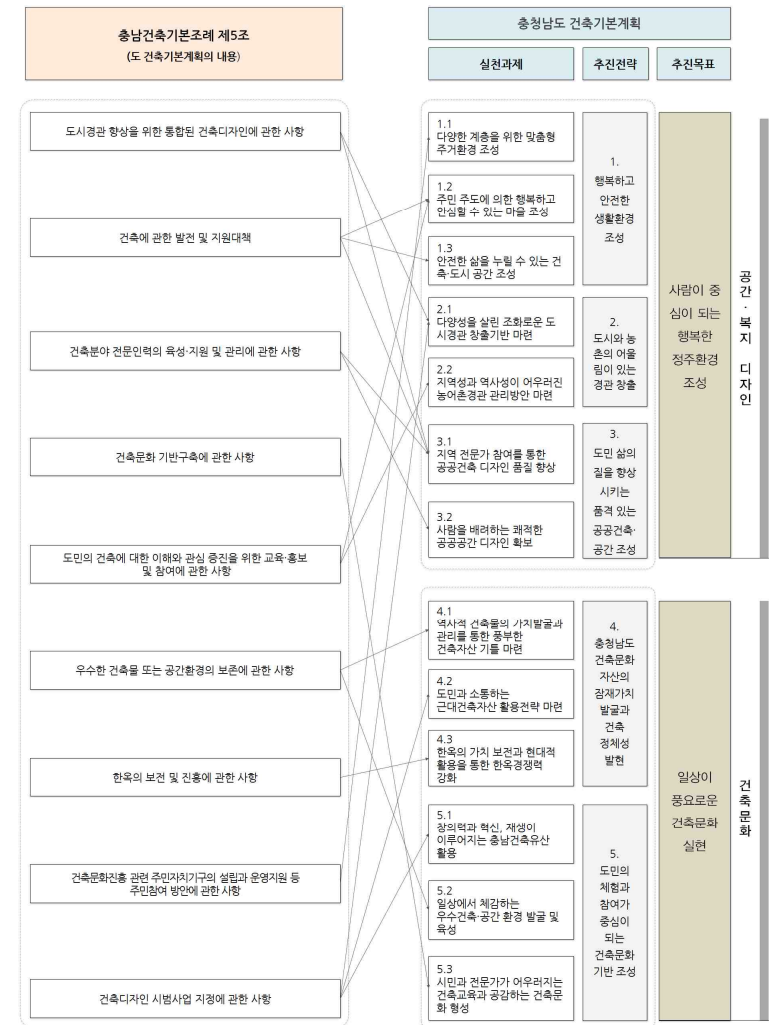 충남건축기본조례 제5조
(도 건축기본계획의 내용)
충청남도 건축기본계획
실천과제
추진전략
추진목표
도시경관 향상을 위한 통합된 건축디자인에 관한 사항
건축에 관한 발전 및 지원대책
건축분야 전문인력의 육성·지원 및 관리에 관한 사항
건축문화 기반구축에 관한 사항
도민의 건축에 대한 이해와 관심 증진을 위한 교육·홍보
및 참여에 관한 사항
우수한 건축물 또는 공간환경의 보존에 관한 사항
한옥의 보전 및 진흥에 관한 사항
건축문화진흥 관련 주민자치기구의 설립과 운영지원 등
주민참여 방안에 관한 사항
건축디자인 시범사업 지정에 관한 사항
1.1
다양한 계층을 위한 맞춤형
주거환경 조성
1.2
주민 주도에 의한 행복하고
안심할 수 있는 마을 조성
1.3
안전한 삶을 누릴 수 있는 건
축·도시 공간 조성
2.1
다양성을 살린 조화로운 도
시경관 창출기반 마련
2.2
지역성과 역사성이 어우러진
농어촌경관 관리방안 마련
3.1
지역 전문가 참여를 통한
공공건축 디자인 품질 향상
3.2
사람을 배려하는 쾌적한
공공공간 디자인 확보
1.
행복하고
안전한
생활환경
조성
2.
도시와 농
촌의 어울
림이 있는
경관 창출
3.
도민 삶의
질을 향상
시키는
품격 있는
공공건축·
공간 조성
사람이 중
심이 되는
행복한
정주환경
조성
공간·복지 디자인
4.1
역사적 건축물의 가치발굴과
관리를 통한 풍부한
건축자산 기틀 마련
4.2
도민과 소통하는
근대건축자산 활용전략 마련
4.3
한옥의 가치 보전과 현대적
활용을 통한 한옥경쟁력
강화
5.1
창의력과 혁신, 재생이
이루어지는 충남건축유산
활용
5.2
일상에서 체감하는
우수건축·공간 환경 발굴 및
육성
5.3
시민과 전문가가 어우러지는
건축교육과 공감하는 건축문
화 형성
4.
충청남도
건축문화
자산의
잠재가치
발굴과
건축
정체성
발현
5.
도민의
체험과
참여가
중심이
되는
건축문화
기반 조성
일상이
풍요로운
건축문화
실현
건축문화